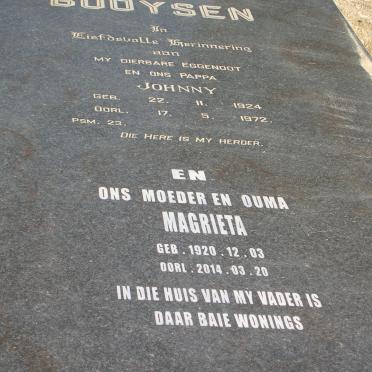 BOOYSEN
In
Liefdevolle Herinnering
aan
MY DIERBARE EGGENOOT
EN ONS PAPPA
JOHNNY
GEB. 22. 11. 1924
OORL. 17. 5. 1972.
PSM. 23. DIE HERE IS MY HERDER.
EN
ONS MOEDER EN OUMA
MAGRIETA
GEB. 1920. 12. 03
OORL. 2014. 03. 20
IN DIE HUIS VAN MY VADER IS
DAAR BAIE WONINGS